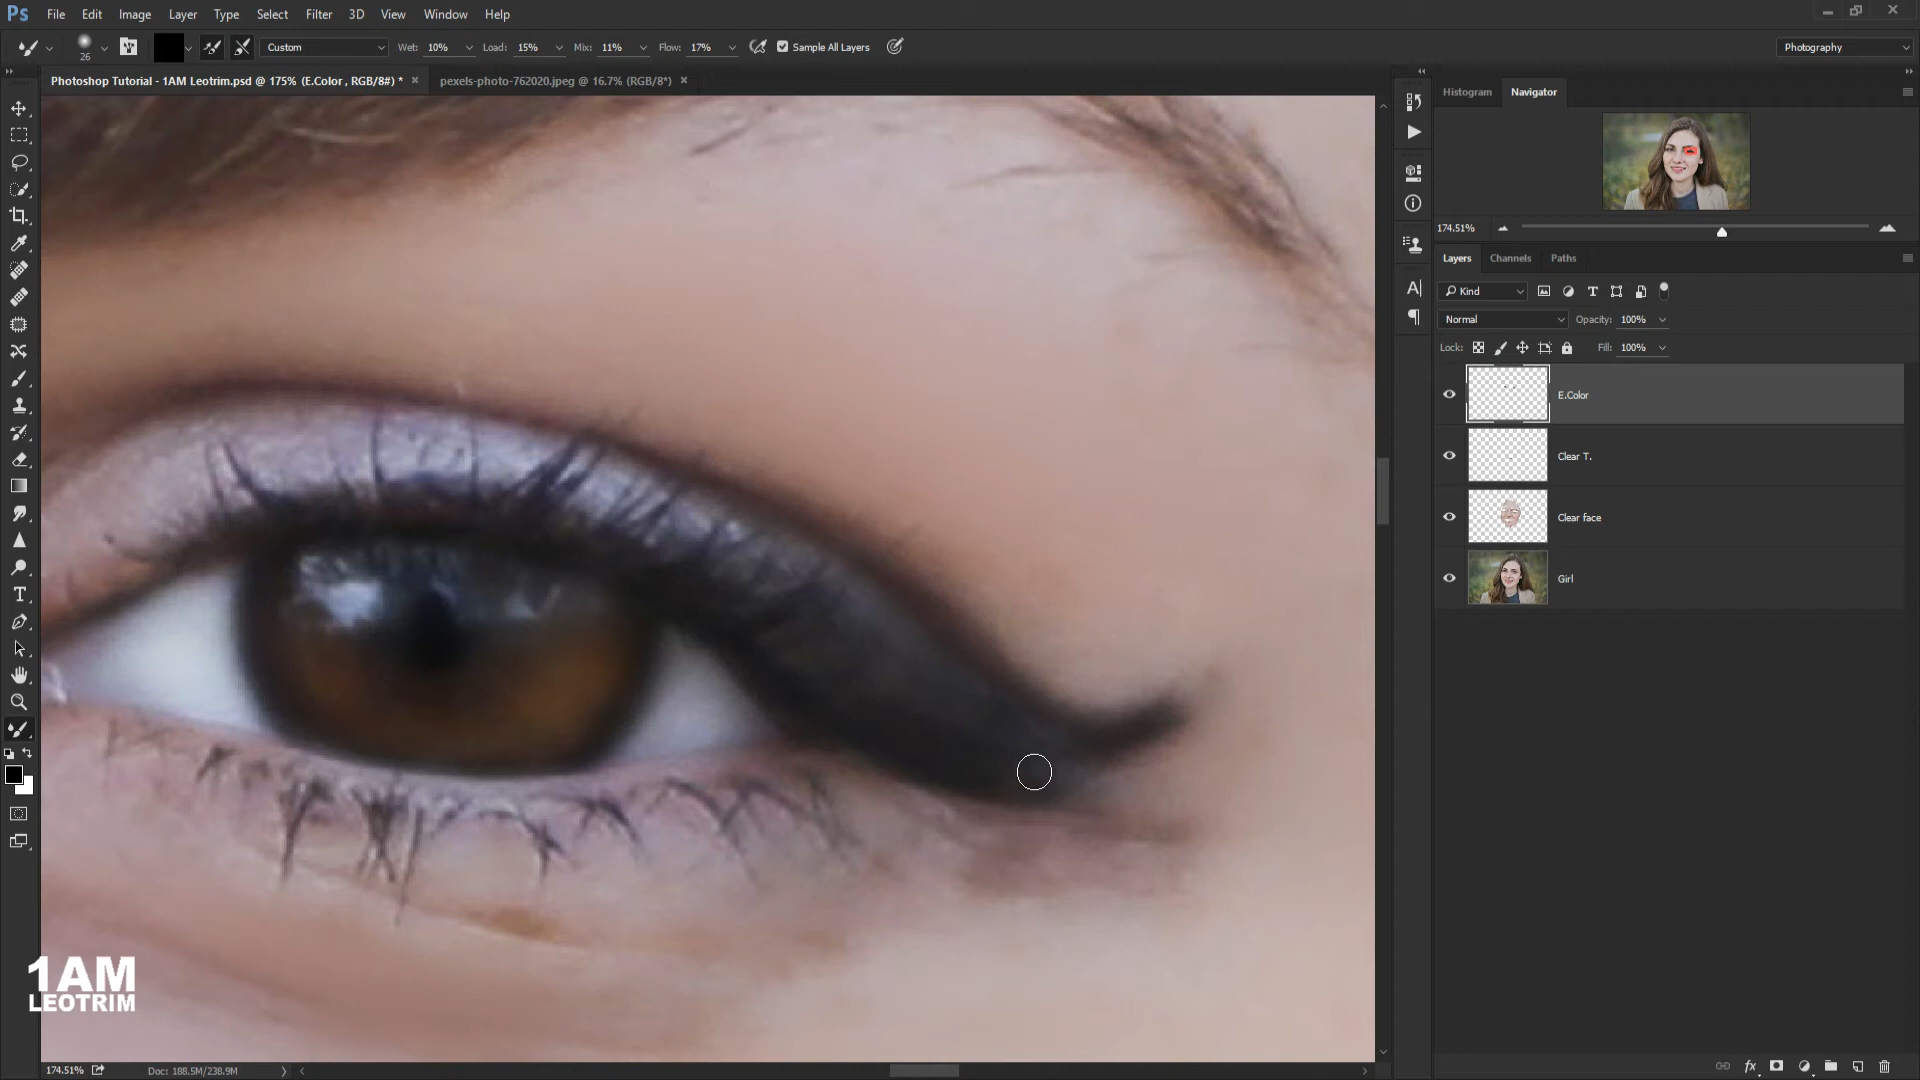 Ps File Edit Image Layer Type Select Filter 3D View Window Help
26 Custom Wet: 10% Load: 15% Mix: 11% Flow: 17% Sample All Layers Photography
Photoshop Tutorial - 1AM Leotrim.psd @ 175% (E.Color , RGB/8#) * pexels-photo-762020.jpeg @ 16.7% (RGB/8*)
Histogram Navigator
174.51%
Layers Channels Paths
Kind
Normal Opacity: 100%
Lock: Fill: 100%
E.Color
Clear T.
Clear face
Girl
1AM
LEOTRIM
174.51% Doc: 188.5M/238.9M